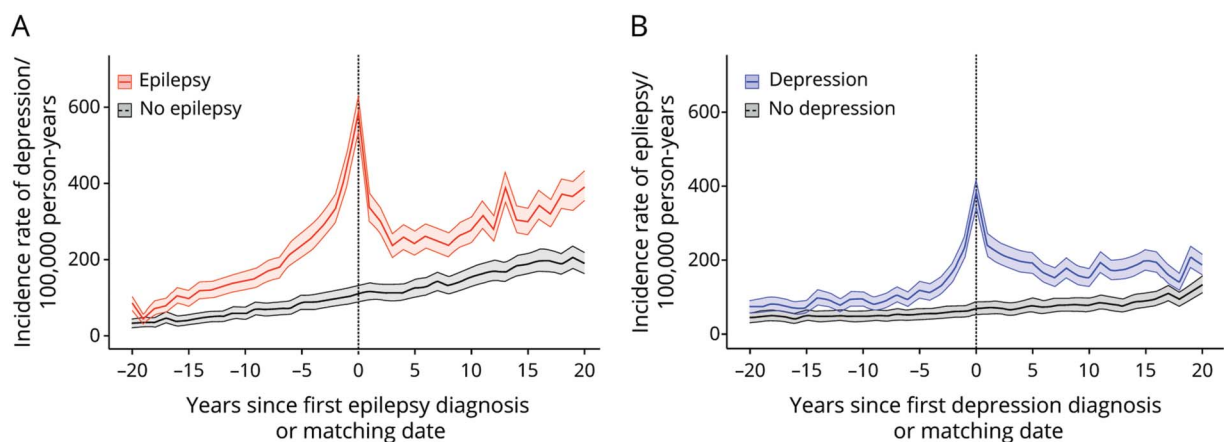 A
Incidence rate of depression/
100,000 person-years
600
400
200
0
Epilepsy
No epilepsy
–20 –15 –10 –5 0 5 10 15 20
Years since first epilepsy diagnosis
or matching date
B
Incidence rate of epliepsy/
100,000 person-years
600
400
200
0
Depression
No depression
–20 –15 –10 –5 0 5 10 15 20
Years since first depression diagnosis
or matching date